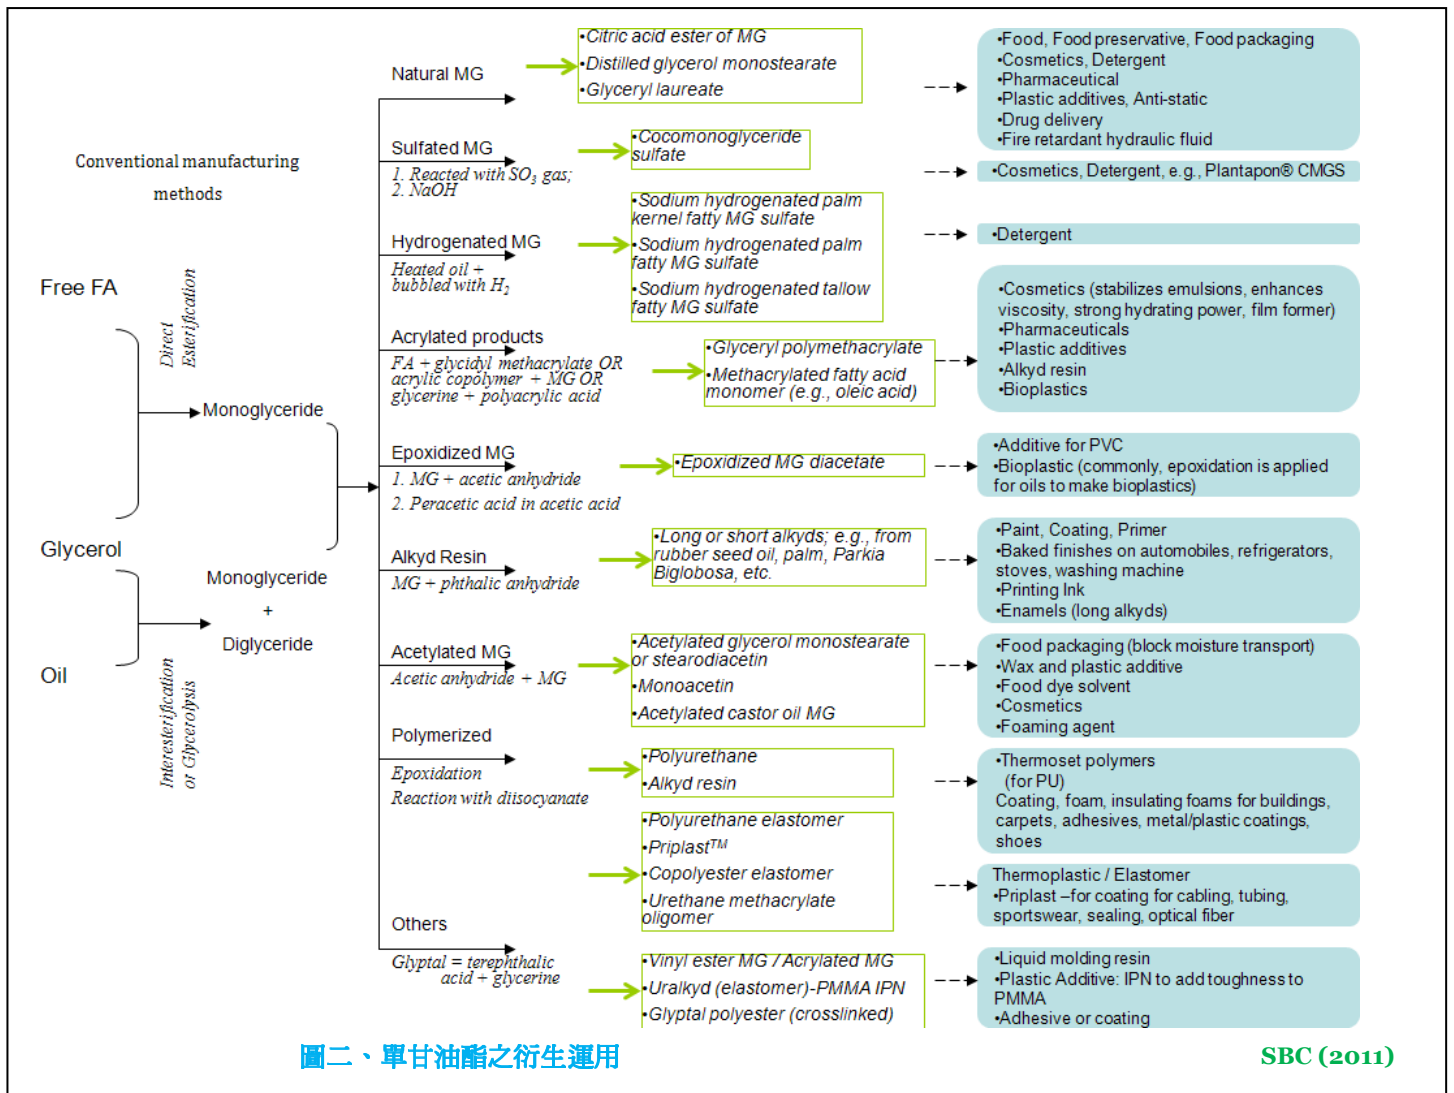 Conventional manufacturing
methods
Free FA
Direct
Esterification
Monoglyceride
Glycerol
Monoglyceride
+
Diglyceride
Oil
Interesterification
or Glycerolysis
Natural MG
•Citric acid ester of MG
•Distilled glycerol monostearate
•Glyceryl laureate
•Food, Food preservative, Food packaging
•Cosmetics, Detergent
•Pharmaceutical
•Plastic additives, Anti-static
•Drug delivery
•Fire retardant hydraulic fluid
Sulfated MG
1. Reacted with SO3 gas;
2. NaOH
•Cocomonoglyceride
sulfate
•Cosmetics, Detergent, e.g., Plantapon® CMGS
Hydrogenated MG
Heated oil +
bubbled with H2
•Sodium hydrogenated palm
kernel fatty MG sulfate
•Sodium hydrogenated palm
fatty MG sulfate
•Sodium hydrogenated tallow
fatty MG sulfate
•Detergent
Acrylated products
FA + glycidyl methacrylate OR
acrylic copolymer + MG OR
glycerine + polyacrylic acid
•Glyceryl polymethacrylate
•Methacrylated fatty acid
monomer (e.g., oleic acid)
•Cosmetics (stabilizes emulsions, enhances
viscosity, strong hydrating power, film former)
•Pharmaceuticals
•Plastic additives
•Alkyd resin
•Bioplastics
Epoxidized MG
1. MG + acetic anhydride
2. Peracetic acid in acetic acid
•Epoxidized MG diacetate
•Additive for PVC
•Bioplastic (commonly, epoxidation is applied
for oils to make bioplastics)
Alkyd Resin
MG + phthalic anhydride
•Long or short alkyds; e.g., from
rubber seed oil, palm, Parkia
Biglobosa, etc.
•Paint, Coating, Primer
•Baked finishes on automobiles, refrigerators,
stoves, washing machine
•Printing Ink
•Enamels (long alkyds)
Acetylated MG
Acetic anhydride + MG
•Acetylated glycerol monostearate
or stearodiacetin
•Monoacetin
•Acetylated castor oil MG
•Food packaging (block moisture transport)
•Wax and plastic additive
•Food dye solvent
•Cosmetics
•Foaming agent
Polymerized
Epoxidation
Reaction with diisocyanate
•Polyurethane
•Alkyd resin
•Thermoset polymers
(for PU)
Coating, foam, insulating foams for buildings,
carpets, adhesives, metal/plastic coatings,
shoes
•Polyurethane elastomer
•Priplast™
•Copolyester elastomer
•Urethane methacrylate
oligomer
Thermoplastic / Elastomer
•Priplast –for coating for cabling, tubing,
sportswear, sealing, optical fiber
Others
Glyptal = terephthalic
acid + glycerine
•Vinyl ester MG / Acrylated MG
•Uralkyd (elastomer)-PMMA IPN
•Glyptal polyester (crosslinked)
•Liquid molding resin
•Plastic Additive: IPN to add toughness to
PMMA
•Adhesive or coating
圖二、單甘油酯之衍生運用
SBC (2011)